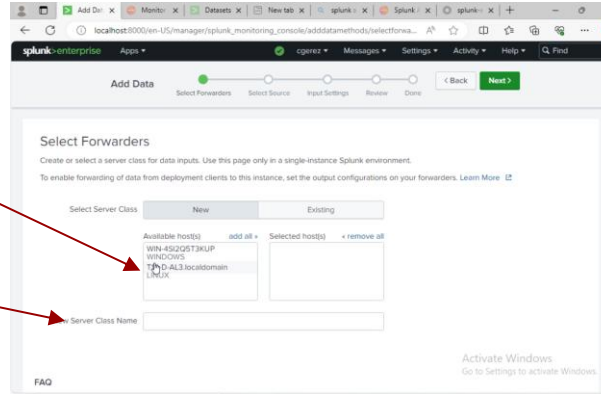 Add Dat
Monitor
Datasets
New tab
splunk
Splunk
splunk
localhost:8000/en-US/manager/splunk_monitoring_console/adddatamethods/selectforwa...
splunk>enterprise Apps cgerez Messages Settings Activity Help Find
Add Data
Select Forwarders Select Source Input Settings Review Done
< Back Next >
Select Forwarders
Create or select a server class for data inputs. Use this page only in a single-instance Splunk environment.
To enable forwarding of data from deployment clients to this instance, set the output configurations on your forwarders. Learn More
Select Server Class New Existing
Available host(s) add all » Selected host(s) « remove all
WIN-4SI2Q5T3KUP
WINDOWS
D-AL3.localdomain
LINUX
Server Class Name
Activate Windows
Go to Settings to activate Windows.
FAQ